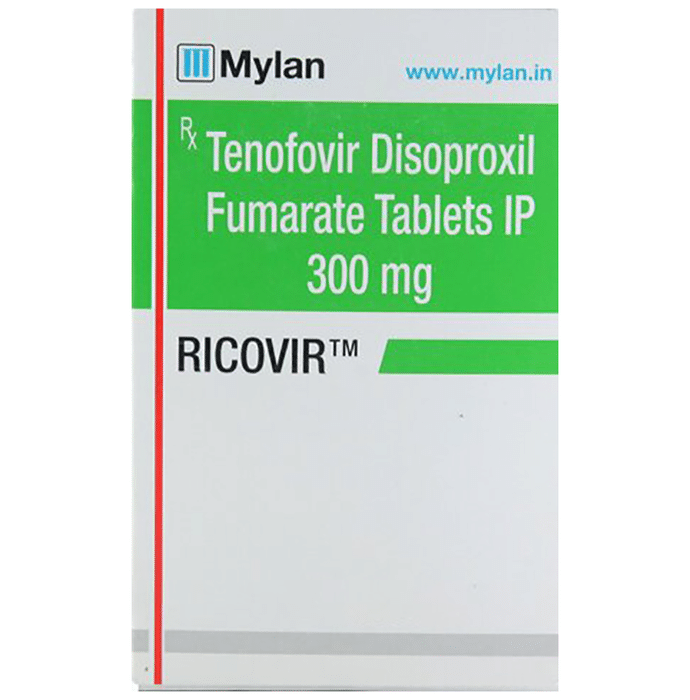 Mylan
www.mylan.in
Rx Tenofovir Disoproxil
Fumarate Tablets IP
300 mg
RICOVIR™